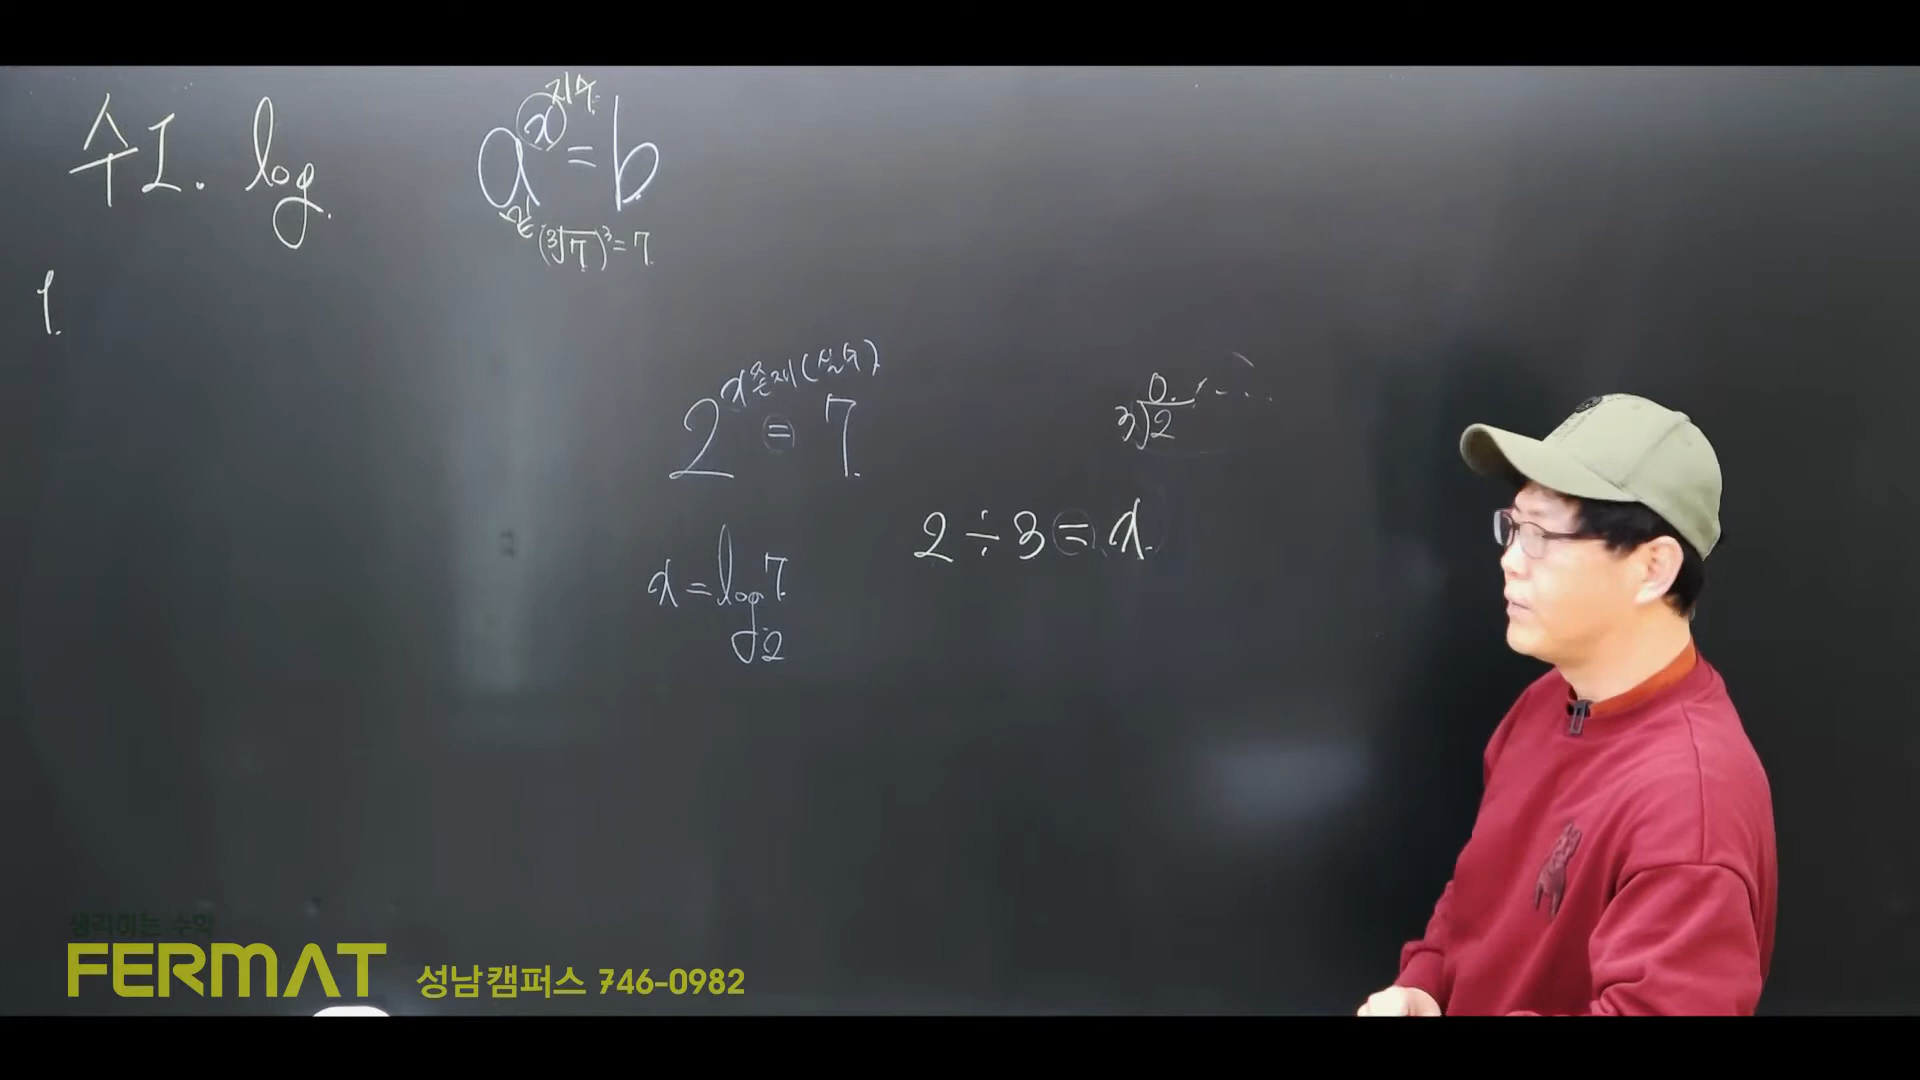 수I. log.
a^x = b
지수
밑
(∛7)³ = 7
1.
2^x = 7
존재(실수)
0.
3)2
2 ÷ 3 = x.
x = log₂7
생각하는 수학
FERMAT 성남캠퍼스 746-0982